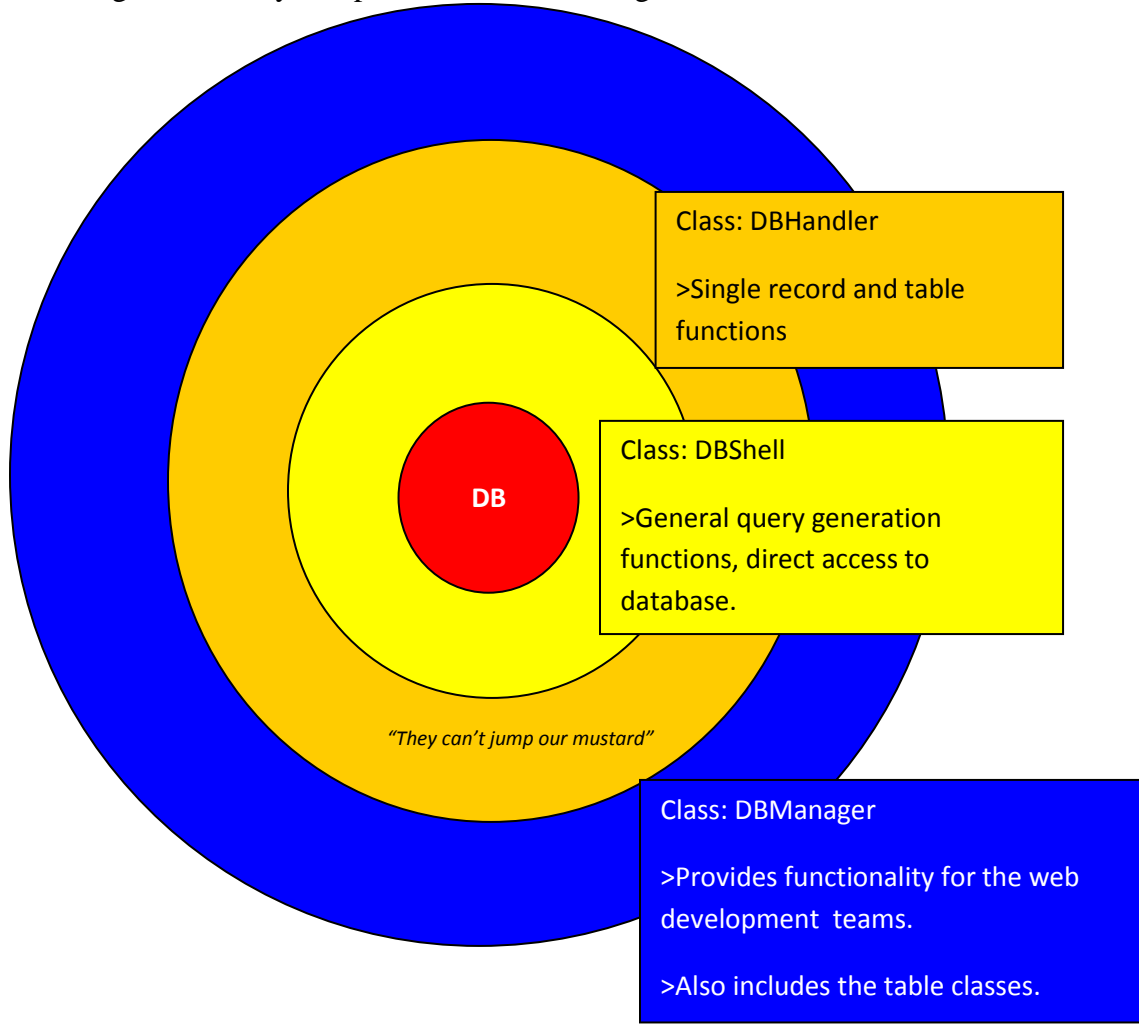 Class: DBHandler
>Single record and table
functions
Class: DBShell
>General query generation
functions, direct access to
database.
DB
“They can’t jump our mustard”
Class: DBManager
>Provides functionality for the web
development teams.
>Also includes the table classes.